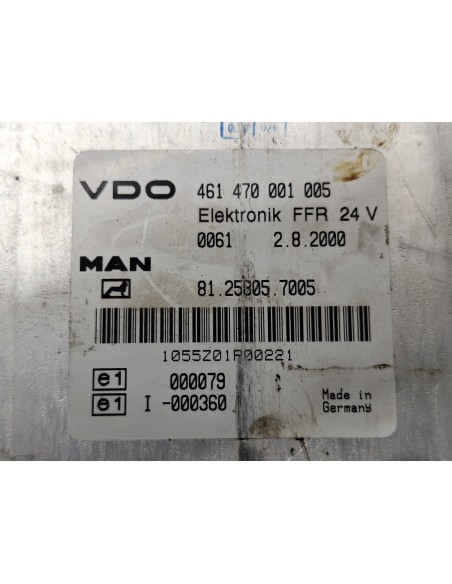 VDO 461 470 001 005
Elektronik FFR 24 V
0061 2.8.2000
MAN
81.25805.7005
1055Z01P00221
e1 000079
e1 I -000360
Made in
Germany